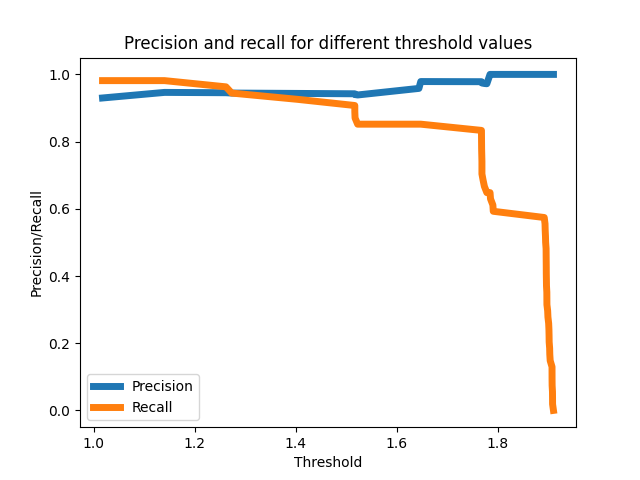 Precision and recall for different threshold values
Precision/Recall
1.0
0.8
0.6
0.4
0.2
0.0
Precision
Recall
1.0 1.2 1.4 1.6 1.8
Threshold